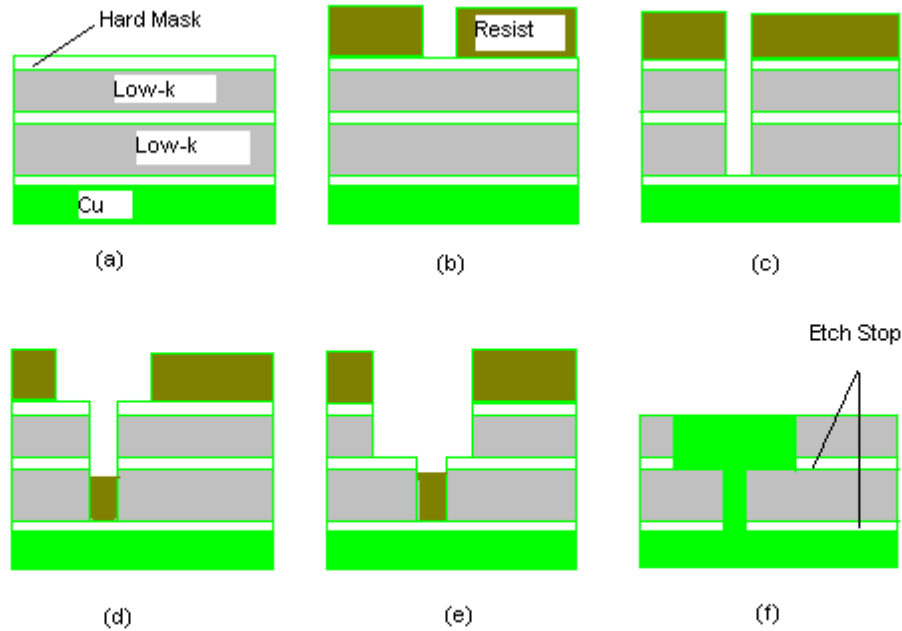 Hard Mask
Resist
Low-k
Low-k
Cu
(a)
(b)
(c)
Etch Stop
(d)
(e)
(f)